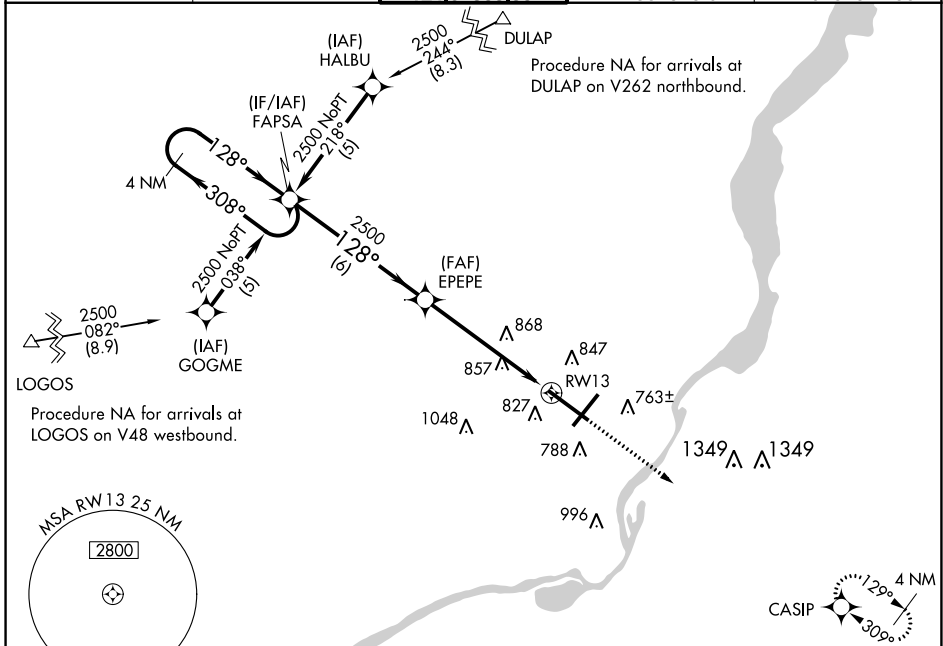 2500
244°
(8.3)
DULAP
(IAF)
HALBU
Procedure NA for arrivals at
DULAP on V262 northbound.
(IF/IAF)
FAPSA
2500 NoPT
218°
(5)
128°
4 NM
308°
2500
128°
(6)
2500 NoPT
038°
(5)
(FAF)
EPEPE
2500
082°
(8.9)
LOGOS
(IAF)
GOGME
868
857
847
RW13
763±
827
1048
788
1349
1349
996
Procedure NA for arrivals at
LOGOS on V48 westbound.
MSA RW13 25 NM
2800
CASIP
129°
4 NM
309°